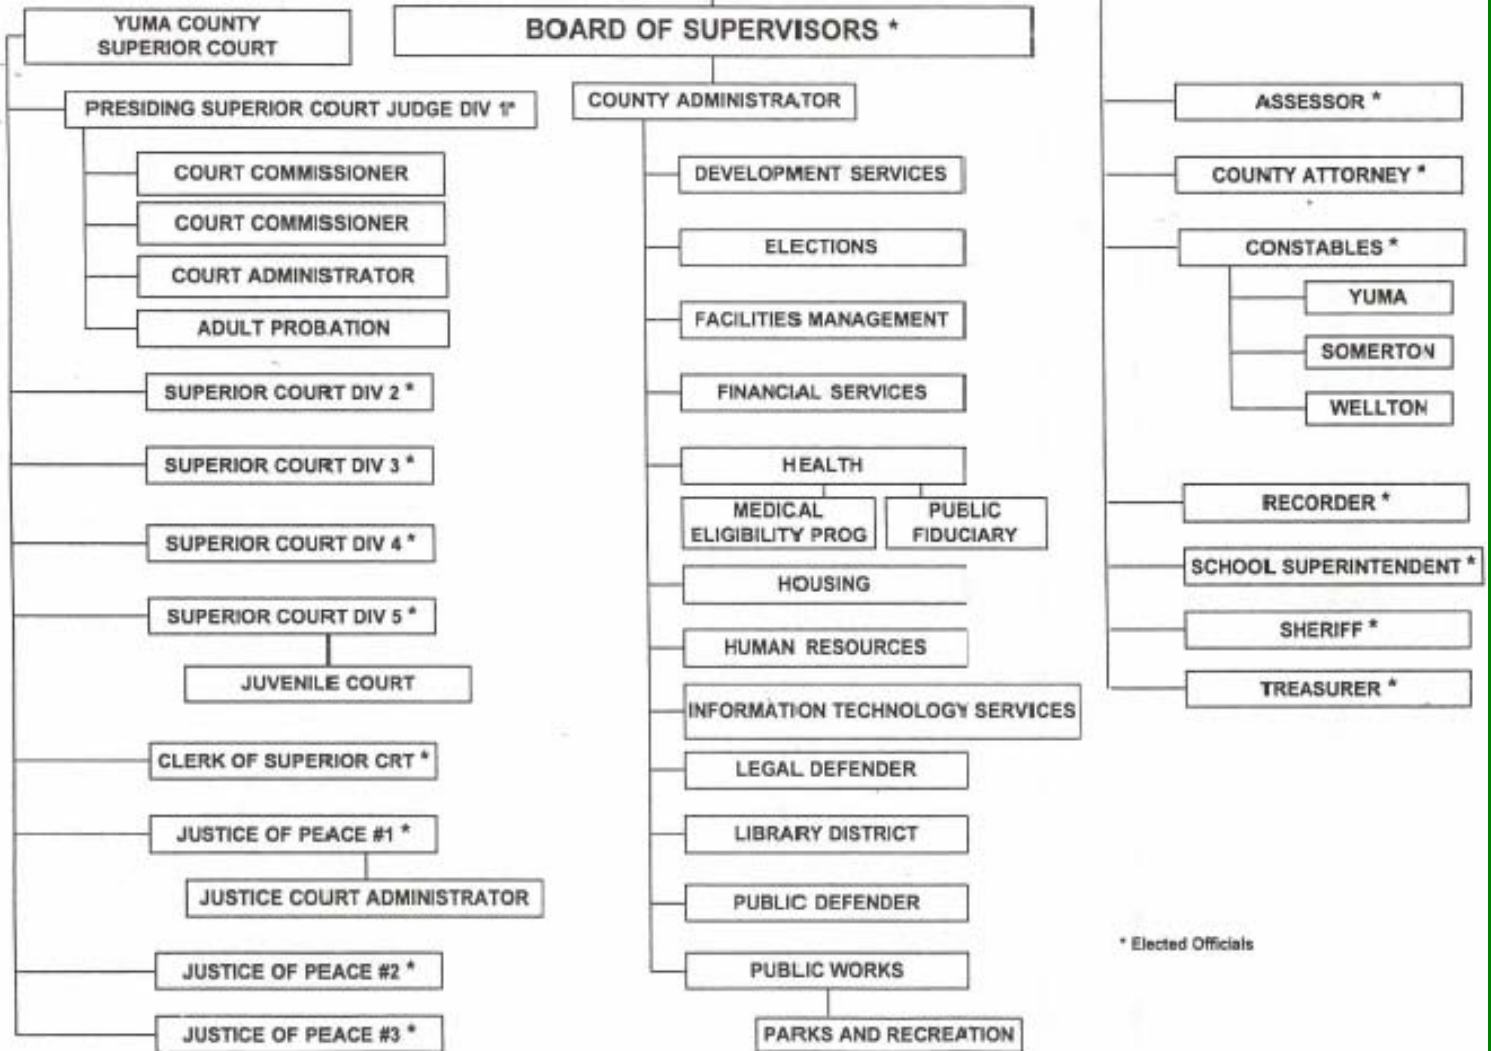 YUMA COUNTY
SUPERIOR COURT
PRESIDING SUPERIOR COURT JUDGE DIV 1*
COURT COMMISSIONER
COURT COMMISSIONER
COURT ADMINISTRATOR
ADULT PROBATION
SUPERIOR COURT DIV 2 *
SUPERIOR COURT DIV 3 *
SUPERIOR COURT DIV 4 *
SUPERIOR COURT DIV 5 *
JUVENILE COURT
CLERK OF SUPERIOR CRT *
JUSTICE OF PEACE #1 *
JUSTICE COURT ADMINISTRATOR
JUSTICE OF PEACE #2 *
JUSTICE OF PEACE #3 *
BOARD OF SUPERVISORS *
COUNTY ADMINISTRATOR
DEVELOPMENT SERVICES
ELECTIONS
FACILITIES MANAGEMENT
FINANCIAL SERVICES
HEALTH
MEDICAL
ELIGIBILITY PROG
PUBLIC
FIDUCIARY
HOUSING
HUMAN RESOURCES
INFORMATION TECHNOLOGY SERVICES
LEGAL DEFENDER
LIBRARY DISTRICT
PUBLIC DEFENDER
PUBLIC WORKS
PARKS AND RECREATION
ASSESSOR *
COUNTY ATTORNEY *
CONSTABLES *
YUMA
SOMERTON
WELLTON
RECORDER *
SCHOOL SUPERINTENDENT *
SHERIFF *
TREASURER *
* Elected Officials